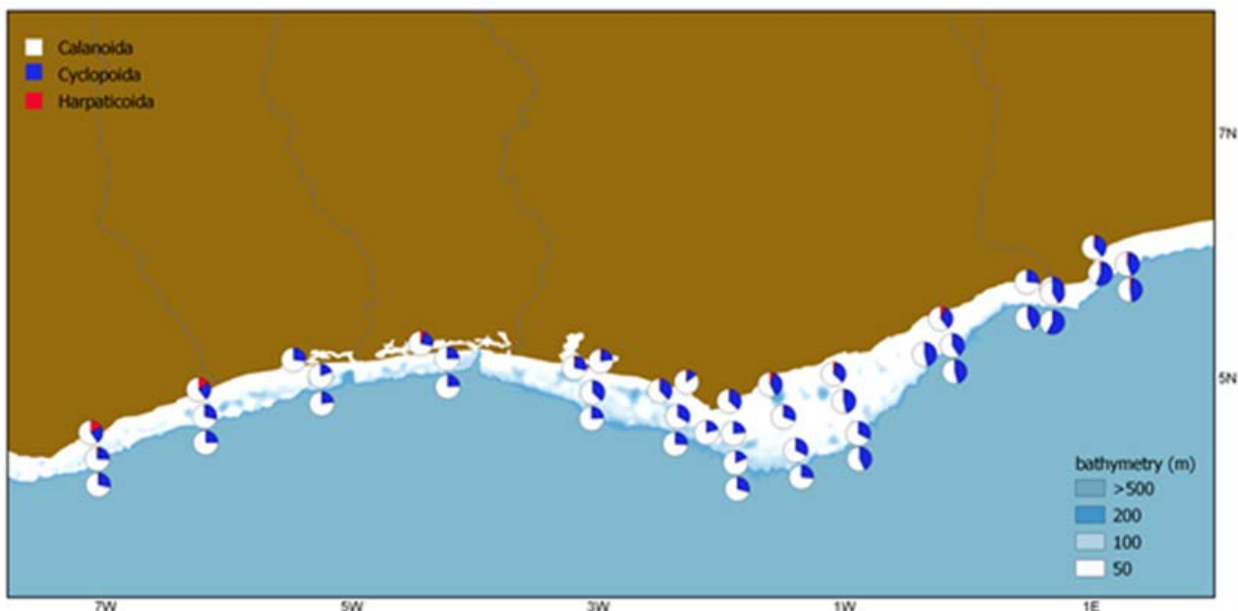 Calanoida
Cyclopoida
Harpaticoida
7N
5N
bathymetry (m)
>500
200
100
50
7W 5W 3W 1W 1E